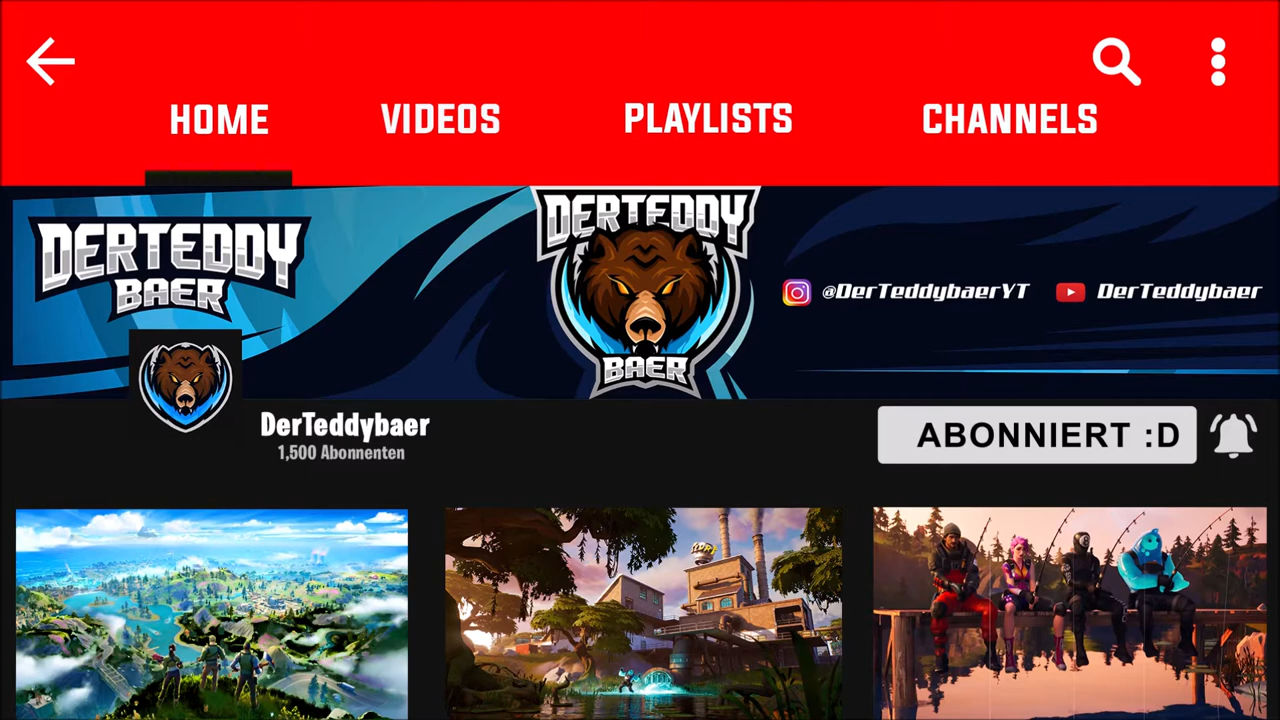 HOME VIDEOS PLAYLISTS CHANNELS
DERTEDDY
BAER
DERTEDDY
BAER
@DerTeddybaerYT DerTeddybaer
DerTeddybaer
1,500 Abonnenten
ABONNIERT :D